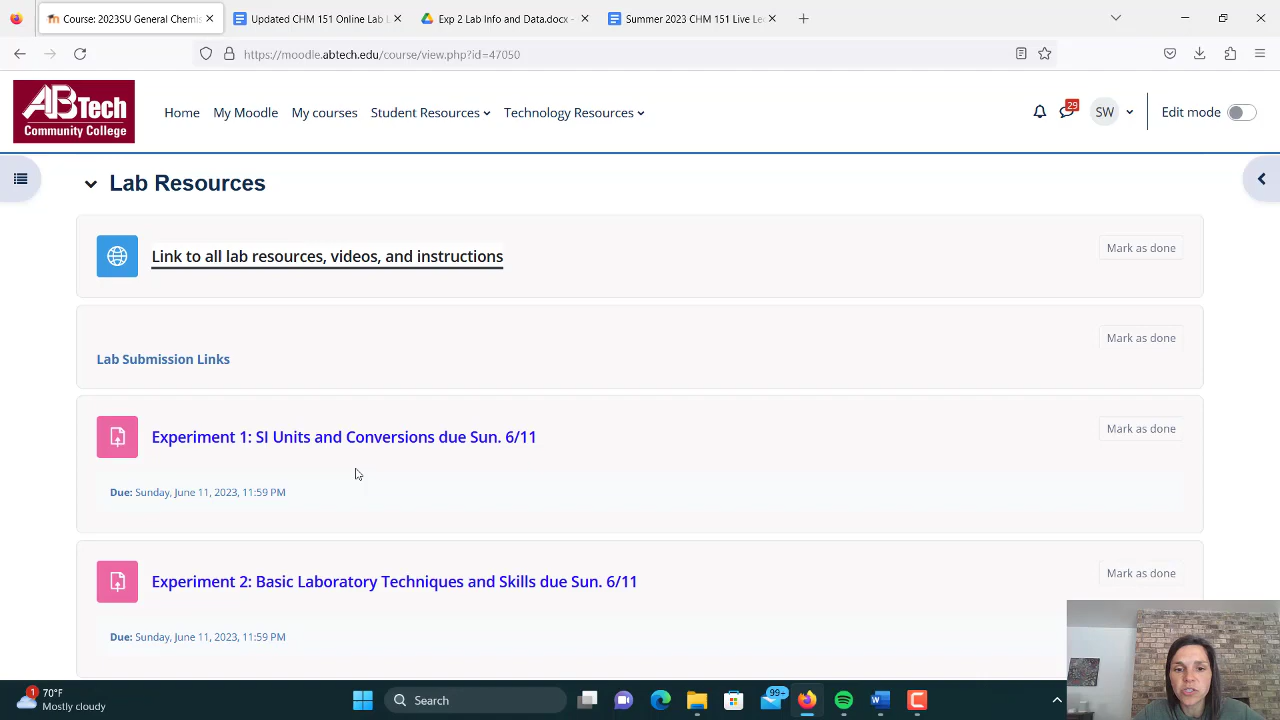 Course: 2023SU General Chemis
Updated CHM 151 Online Lab L
Exp 2 Lab Info and Data.docx -
Summer 2023 CHM 151 Live Le
https://moodle.abtech.edu/course/view.php?id=47050
AB Tech
Community College
Home
My Moodle
My courses
Student Resources
Technology Resources
29
SW
Edit mode
Lab Resources
Link to all lab resources, videos, and instructions
Mark as done
Lab Submission Links
Mark as done
Experiment 1: SI Units and Conversions due Sun. 6/11
Mark as done
Due: Sunday, June 11, 2023, 11:59 PM
Experiment 2: Basic Laboratory Techniques and Skills due Sun. 6/11
Mark as done
Due: Sunday, June 11, 2023, 11:59 PM
1
70°F
Mostly cloudy
Search
99+